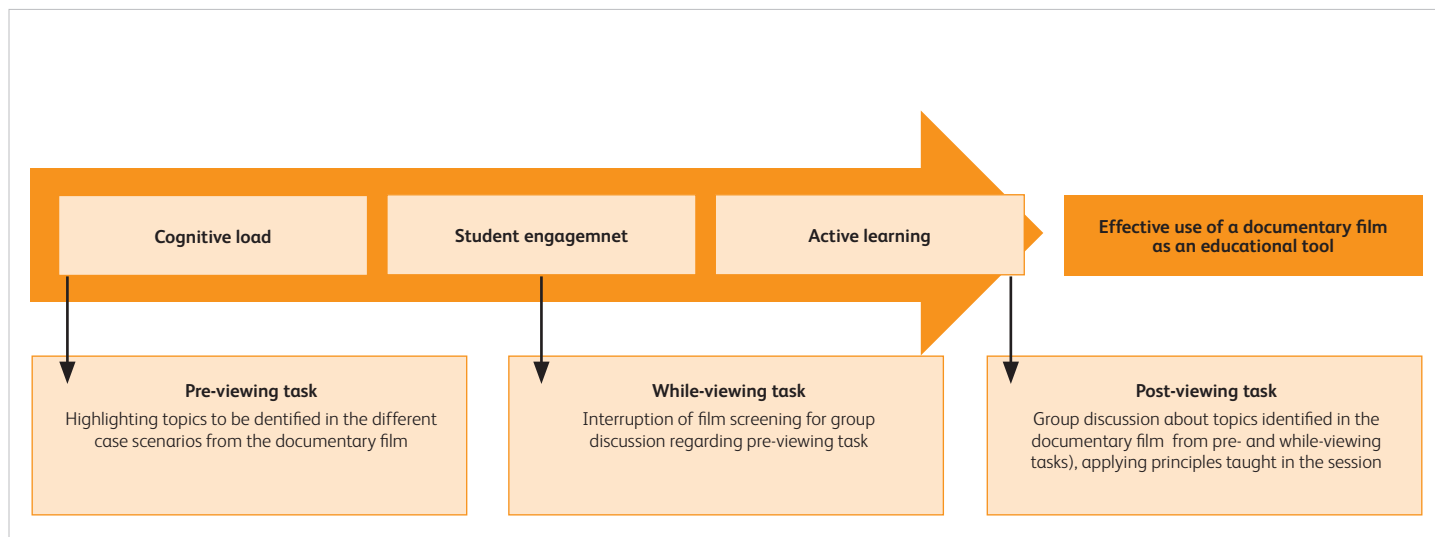 Cognitive load
Student engagemnet
Active learning
Effective use of a documentary film
as an educational tool
Pre-viewing task
Highlighting topics to be dentified in the different
case scenarios from the documentary film
While-viewing task
Interruption of film screening for group
discussion regarding pre-viewing task
Post-viewing task
Group discussion about topics identified in the
documentary film  from pre- and while-viewing
tasks), applying principles taught in the session